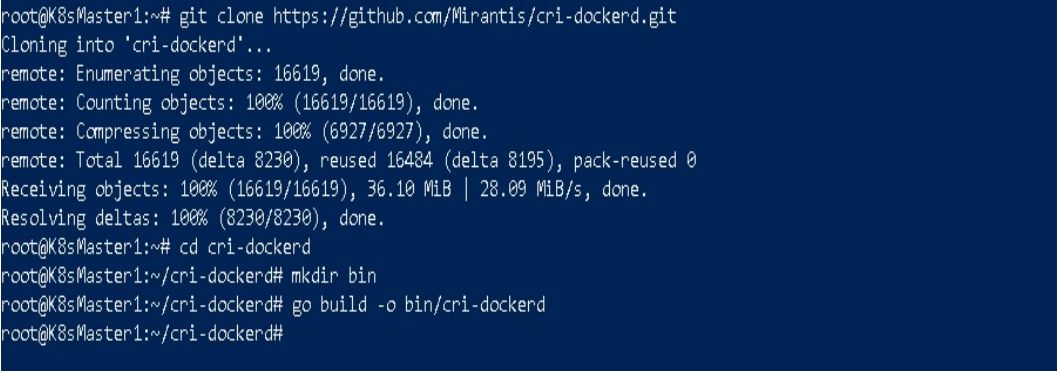 root@K8sMaster1:~# git clone https://github.com/Mirantis/cri-dockerd.git
Cloning into 'cri-dockerd'...
remote: Enumerating objects: 16619, done.
remote: Counting objects: 100% (16619/16619), done.
remote: Compressing objects: 100% (6927/6927), done.
remote: Total 16619 (delta 8230), reused 16484 (delta 8195), pack-reused 0
Receiving objects: 100% (16619/16619), 36.10 MiB | 28.09 MiB/s, done.
Resolving deltas: 100% (8230/8230), done.
root@K8sMaster1:~# cd cri-dockerd
root@K8sMaster1:~/cri-dockerd# mkdir bin
root@K8sMaster1:~/cri-dockerd# go build -o bin/cri-dockerd
root@K8sMaster1:~/cri-dockerd#